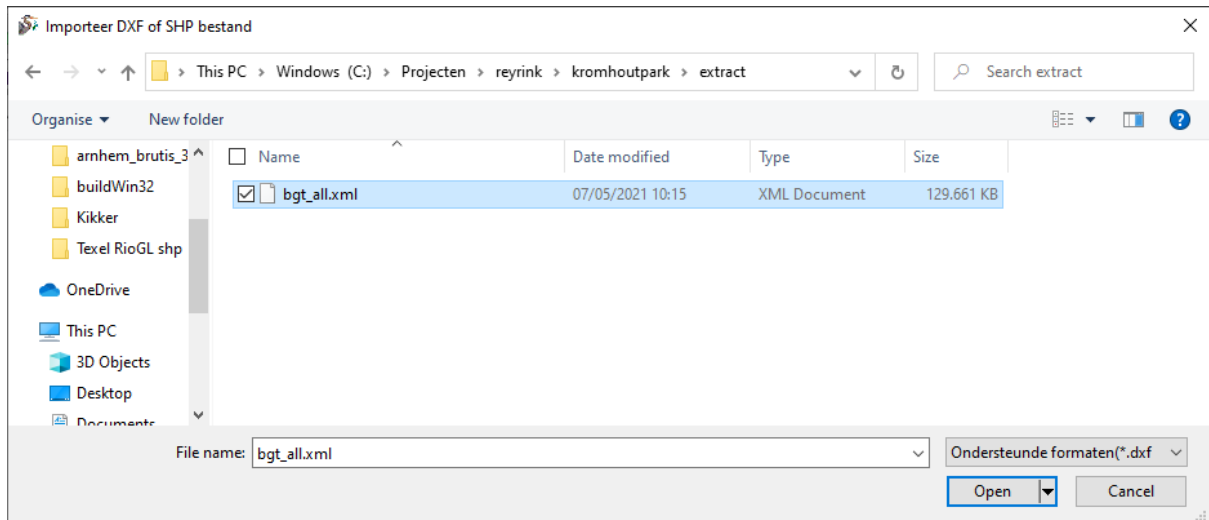 Importeer DXF of SHP bestand
This PC > Windows (C:) > Projecten > reyrink > kromhoutpark > extract
Search extract
Organise
New folder
Name
Date modified
Type
Size
arnhem_brutis_3
buildWin32
Kikker
Texel RioGL shp
OneDrive
This PC
3D Objects
Desktop
Documents
bgt_all.xml
07/05/2021 10:15
XML Document
129.661 KB
File name:
bgt_all.xml
Ondersteunde formaten(*.dxf
Open
Cancel